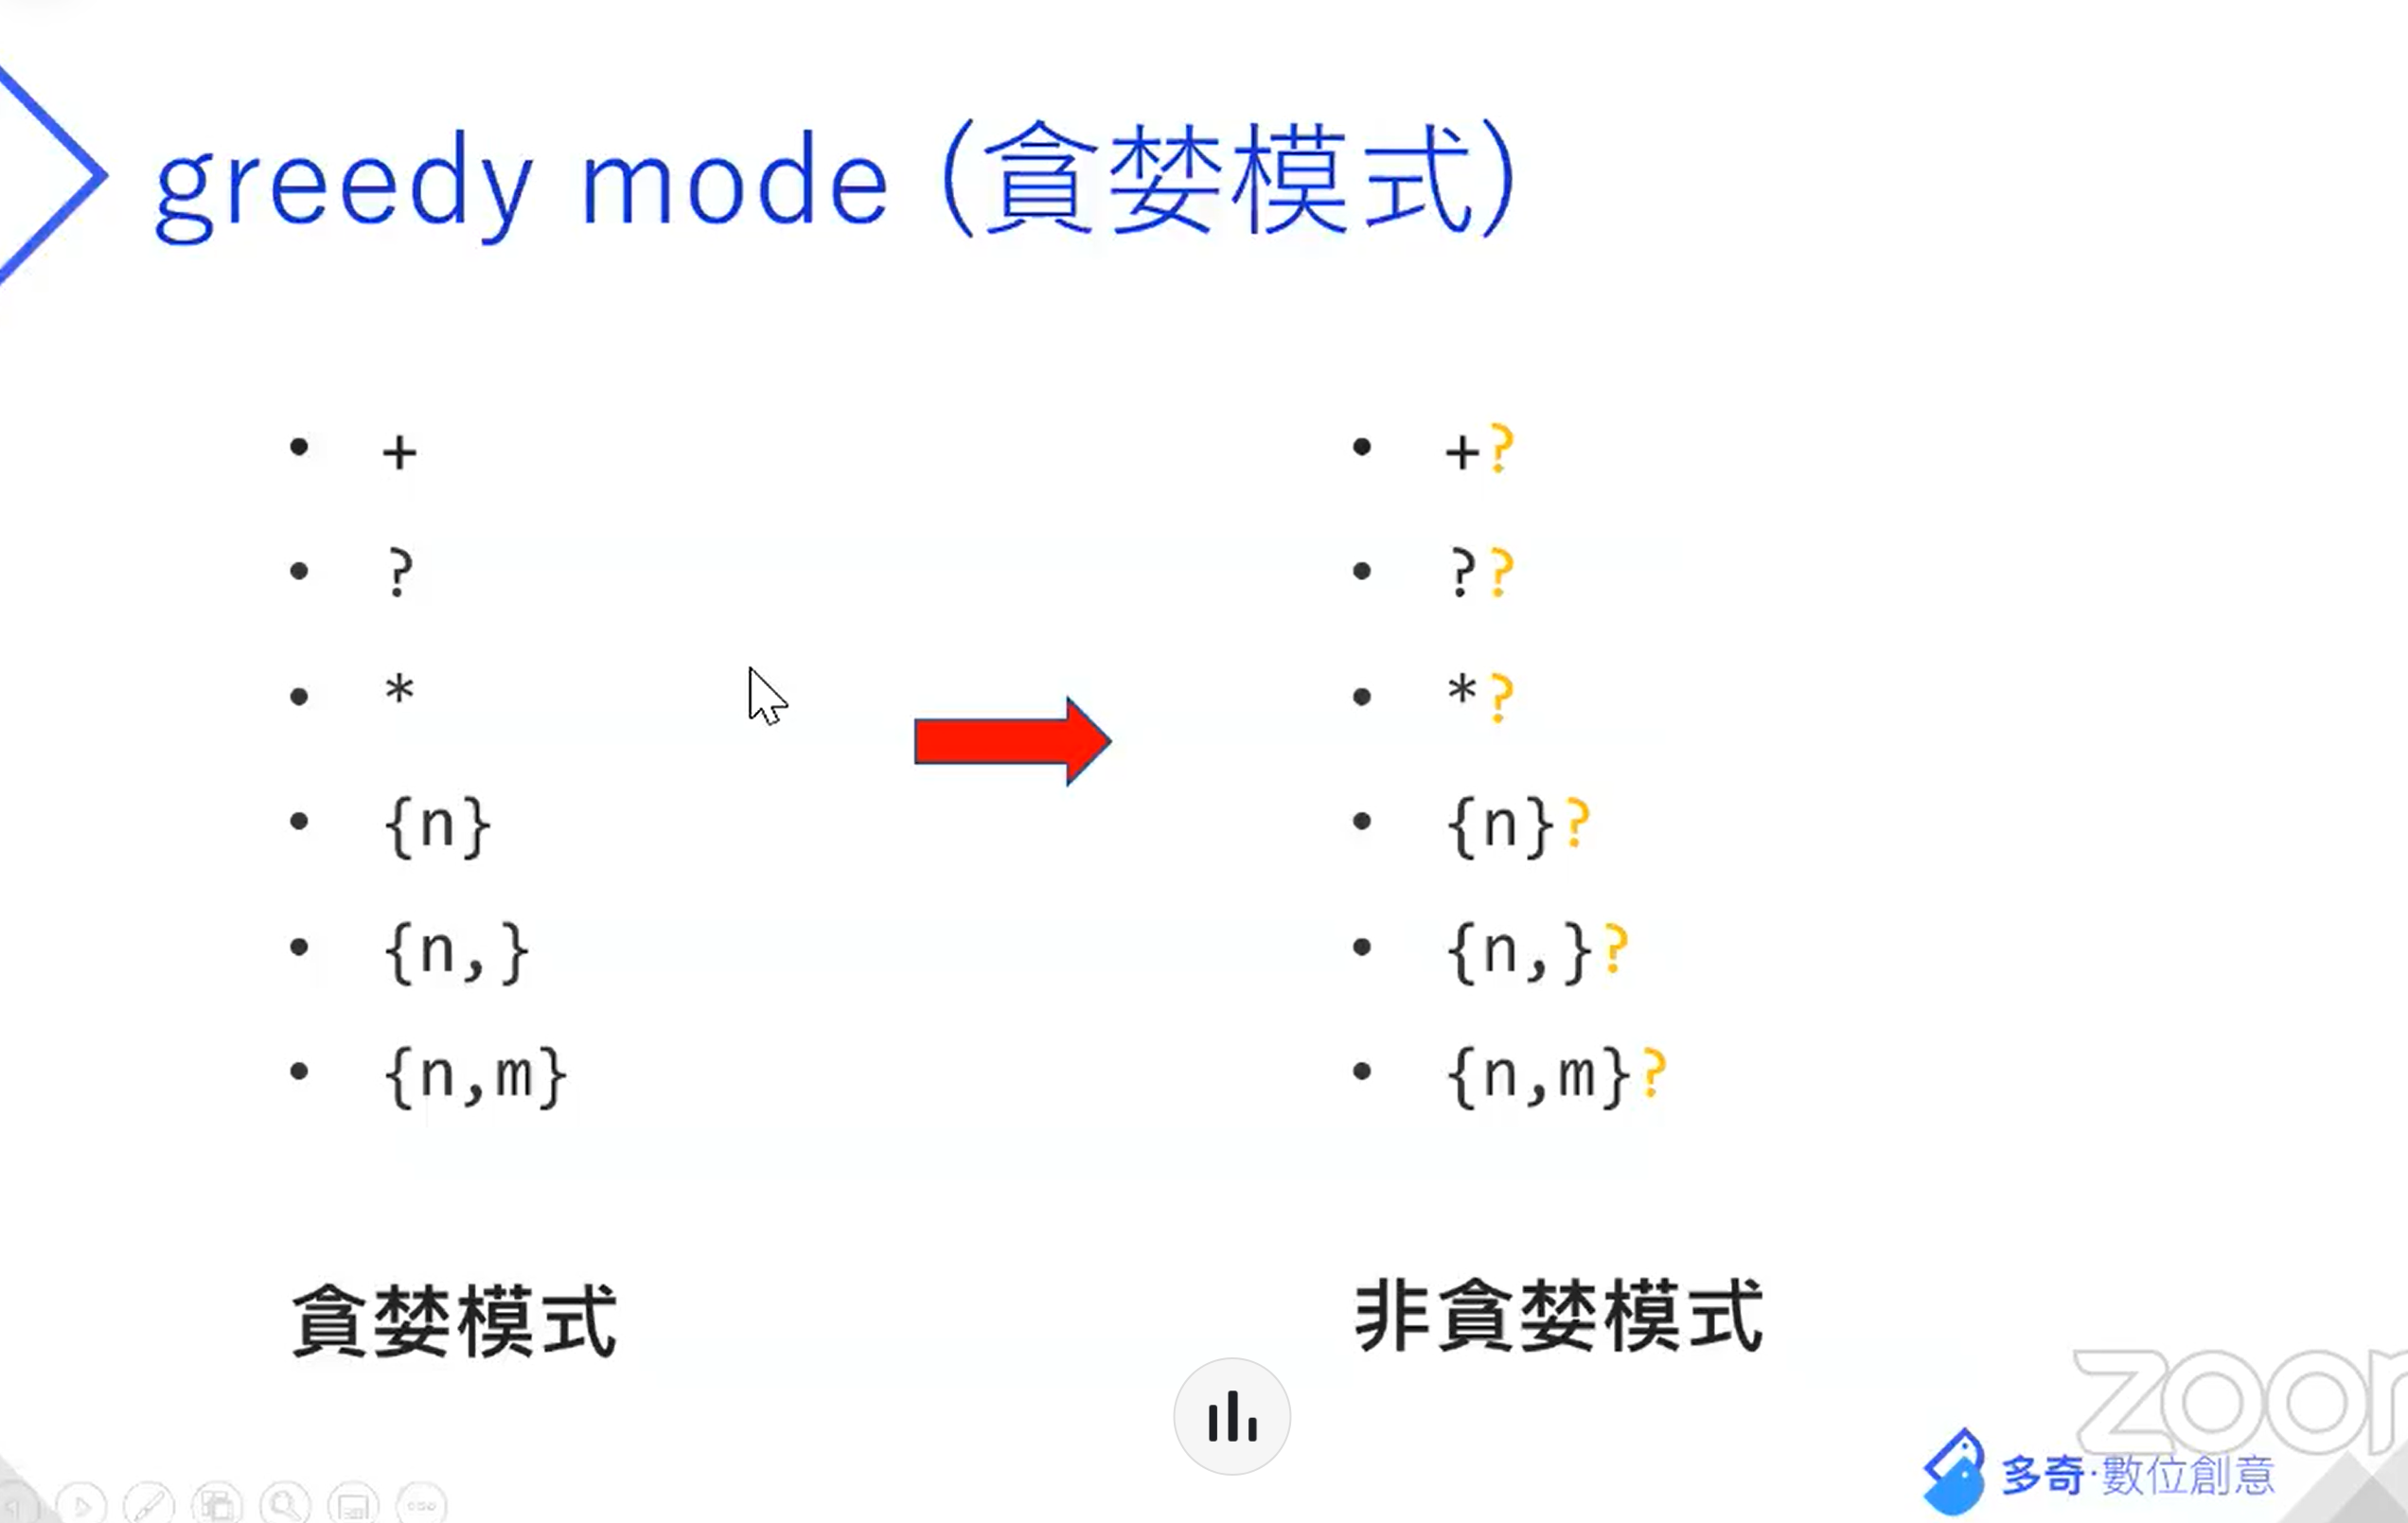 greedy mode (貪婪模式)
• +
• ?
• *
• {n}
• {n,}
• {n,m}
貪婪模式
• +?
• ??
• *?
• {n}?
• {n,}?
• {n,m}?
非貪婪模式
多奇·數位創意